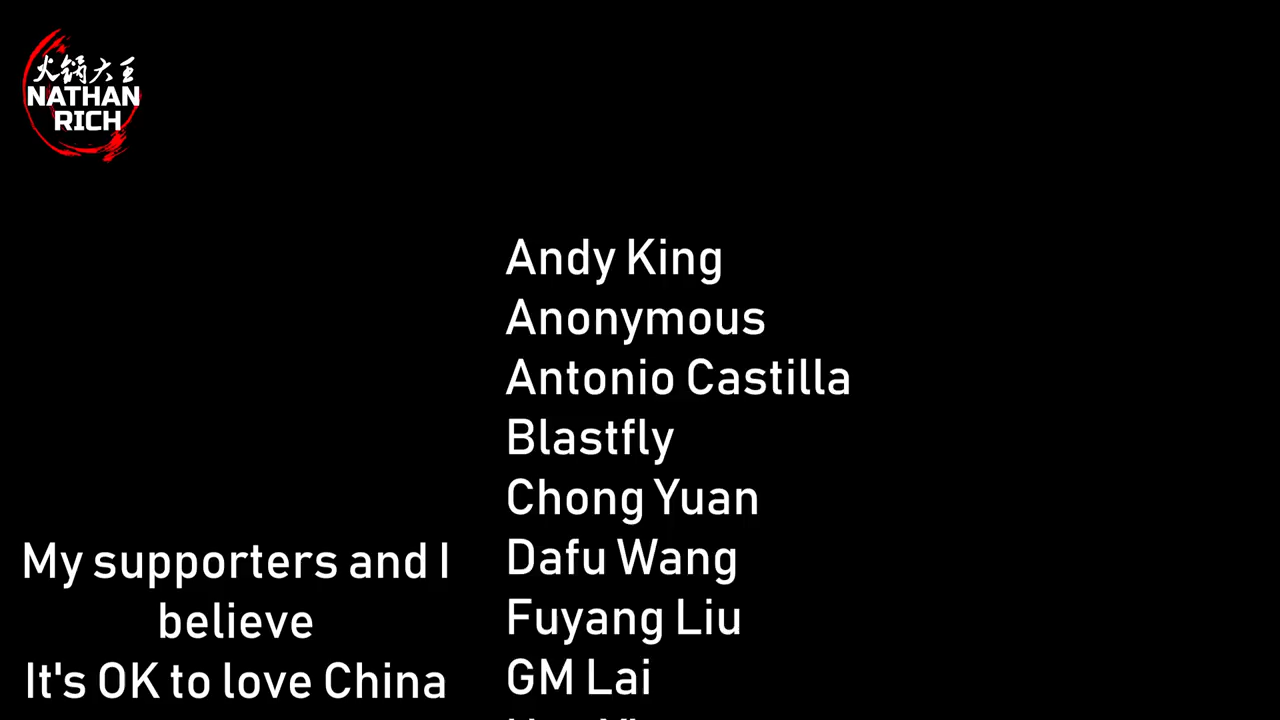 火锅大王
NATHAN
RICH
Andy King
Anonymous
Antonio Castilla
Blastfly
Chong Yuan
Dafu Wang
Fuyang Liu
GM Lai
My supporters and I
believe
It's OK to love China